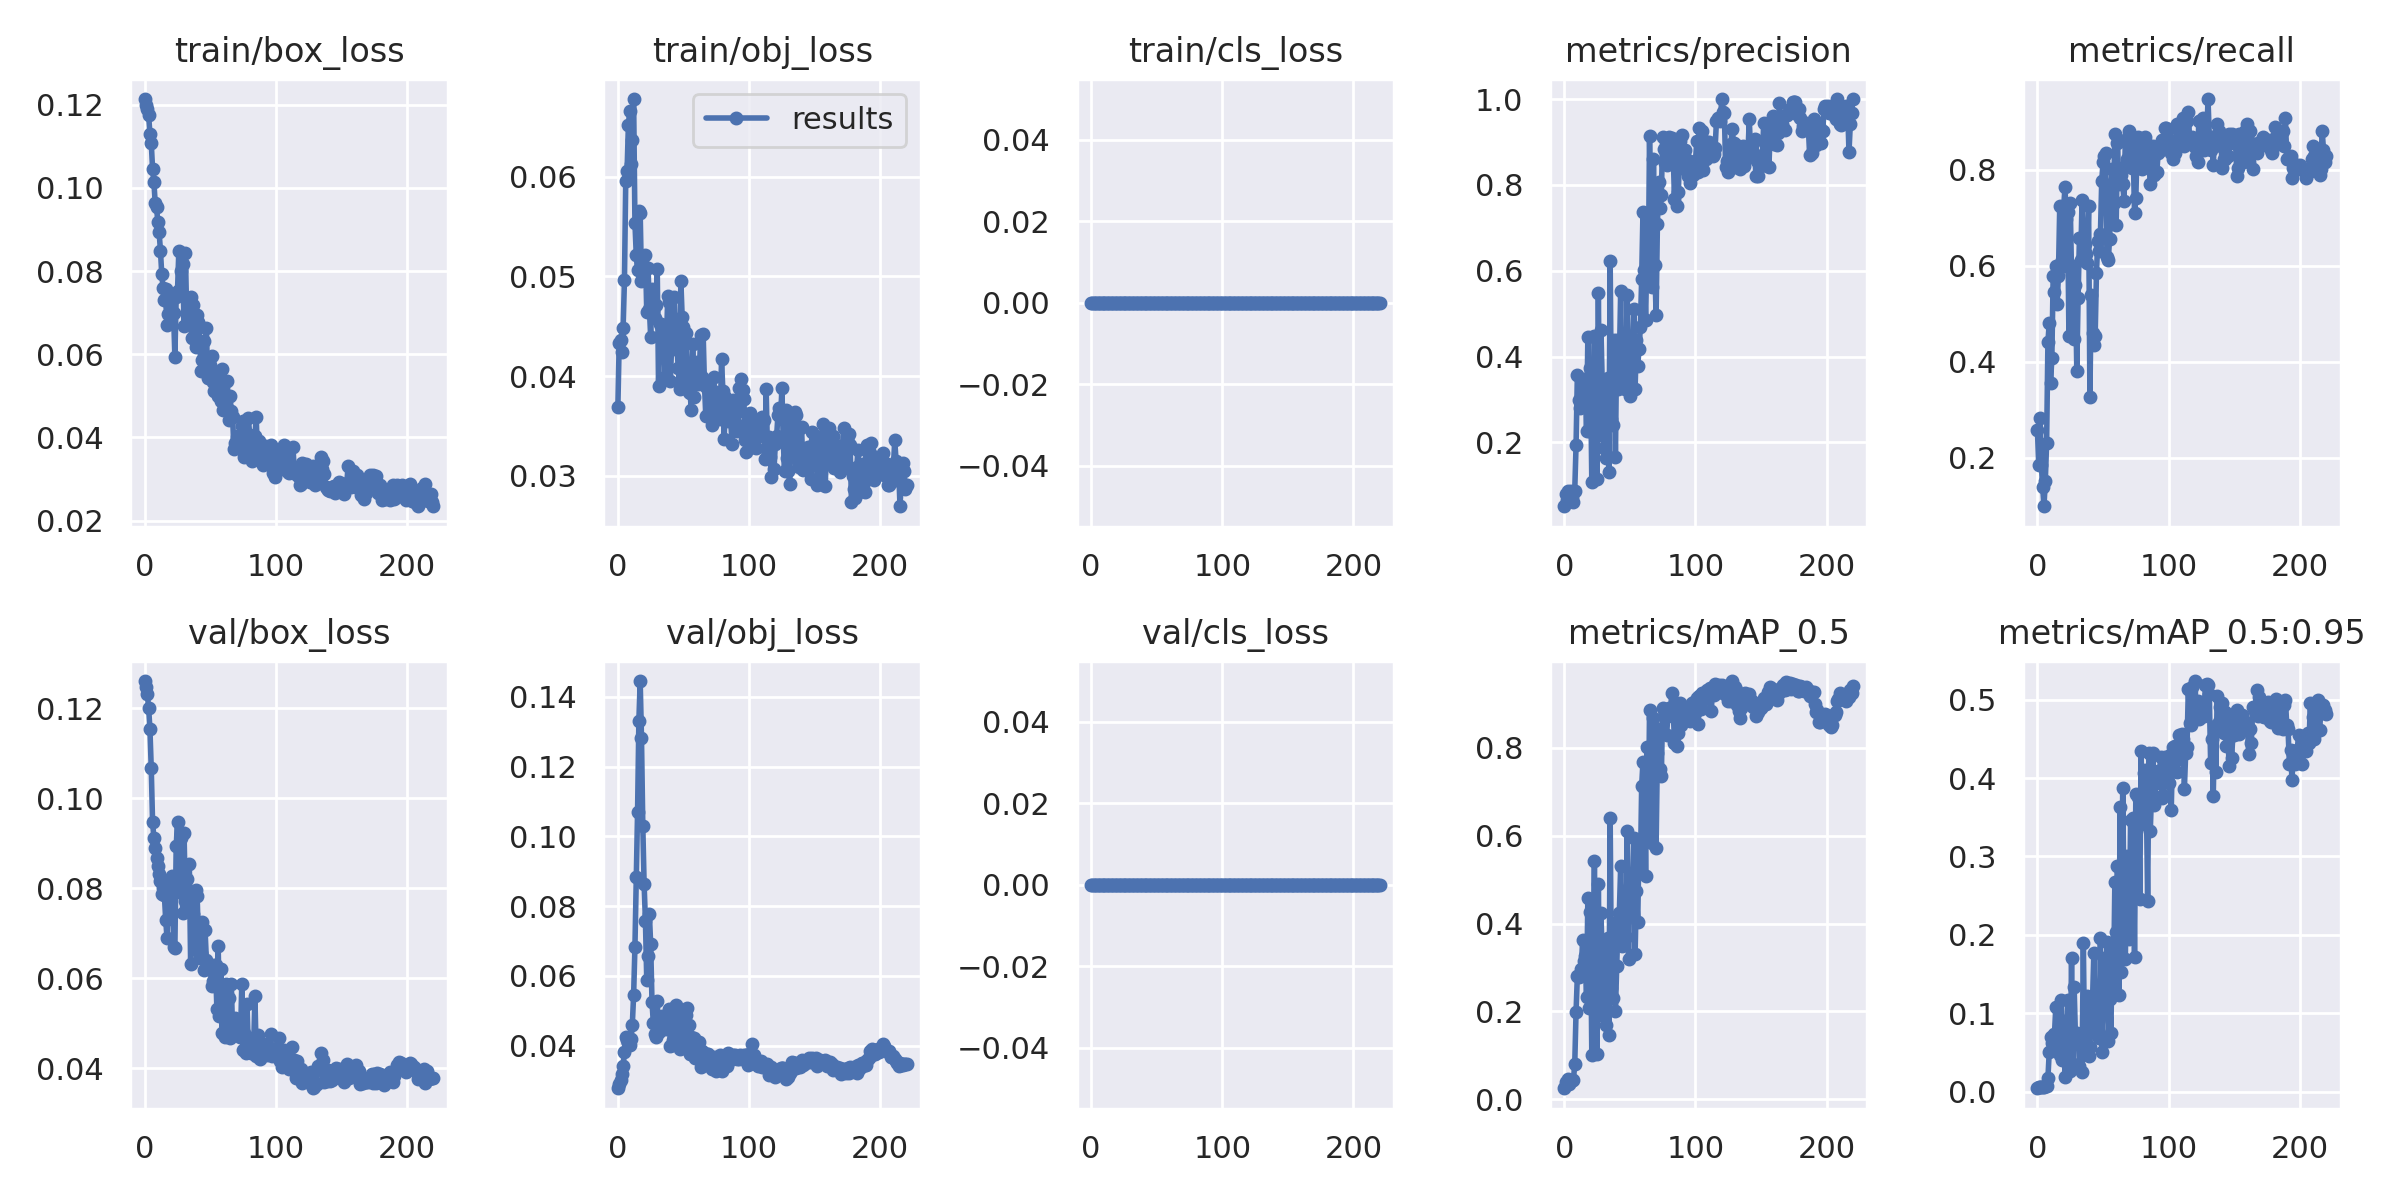 train/box_loss
0.12
0.10
0.08
0.06
0.04
0.02
0 100 200
train/obj_loss
results
0.06
0.05
0.04
0.03
0 100 200
train/cls_loss
0.04
0.02
0.00
−0.02
−0.04
0 100 200
metrics/precision
1.0
0.8
0.6
0.4
0.2
0 100 200
metrics/recall
0.8
0.6
0.4
0.2
0 100 200
val/box_loss
0.12
0.10
0.08
0.06
0.04
0 100 200
val/obj_loss
0.14
0.12
0.10
0.08
0.06
0.04
0 100 200
val/cls_loss
0.04
0.02
0.00
−0.02
−0.04
0 100 200
metrics/mAP_0.5
0.8
0.6
0.4
0.2
0.0
0 100 200
metrics/mAP_0.5:0.95
0.5
0.4
0.3
0.2
0.1
0.0
0 100 200